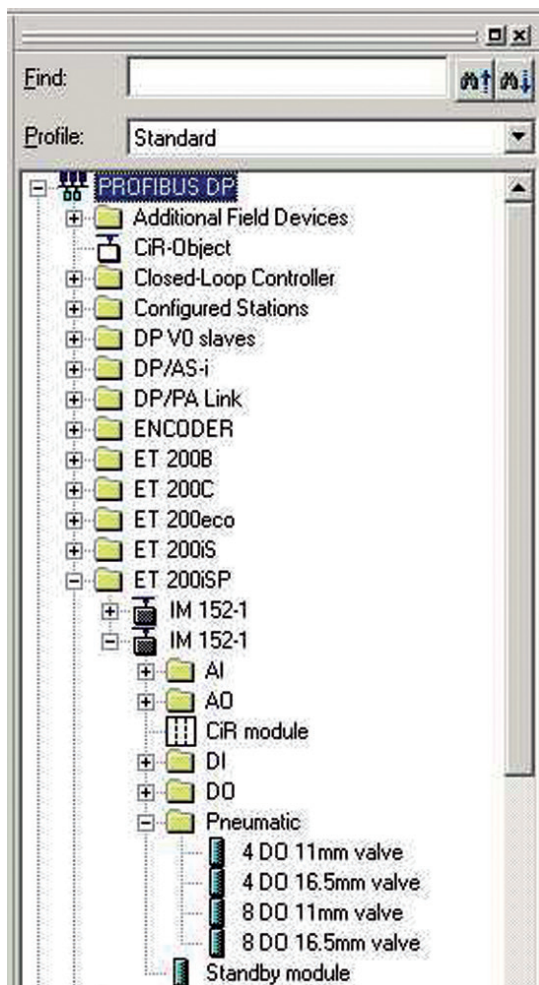 Find:
Profile: Standard
PROFIBUS DP
Additional Field Devices
CiR-Object
Closed-Loop Controller
Configured Stations
DP V0 slaves
DP/AS-i
DP/PA Link
ENCODER
ET 200B
ET 200C
ET 200eco
ET 200iS
ET 200iSP
IM 152-1
IM 152-1
AI
AO
CiR module
DI
DO
Pneumatic
4 DO 11mm valve
4 DO 16.5mm valve
8 DO 11mm valve
8 DO 16.5mm valve
Standby module